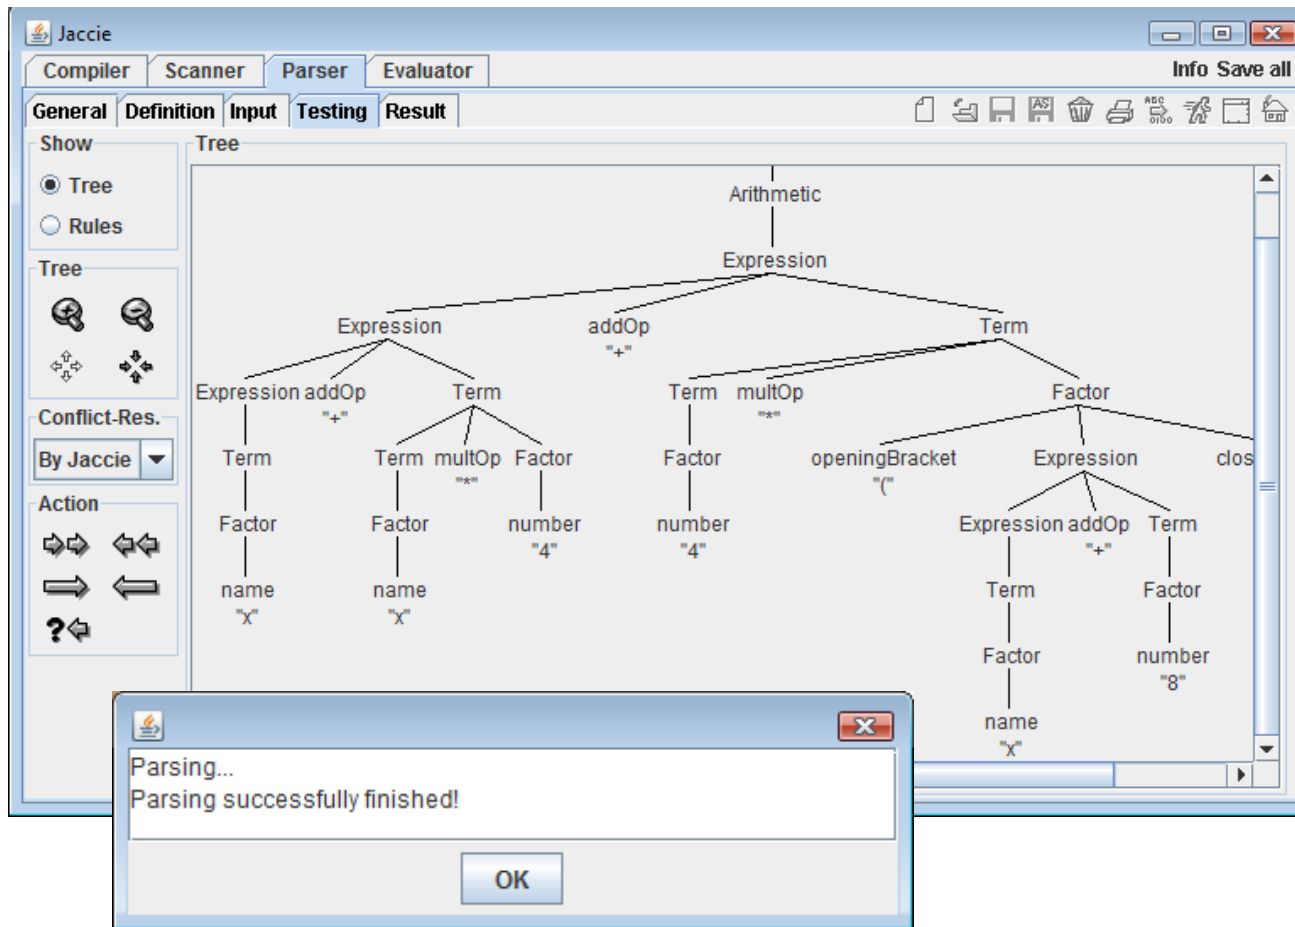 Jaccie
Compiler Scanner Parser Evaluator Info Save all
General Definition Input Testing Result
Show Tree
Tree
Rules
Arithmetic
Expression
Tree
Expression addOp Term
"+"
Expression addOp Term Term multOp Factor
"+" "*"
Conflict-Res.
By Jaccie
Term Term multOp Factor Factor openingBracket Expression clos
"*" "("
Action
Factor Factor number number Expression addOp Term
"4" "4" "+"
name name Term Factor
"x" "x"
Factor number
"8"
name
"x"
Parsing...
Parsing successfully finished!
OK